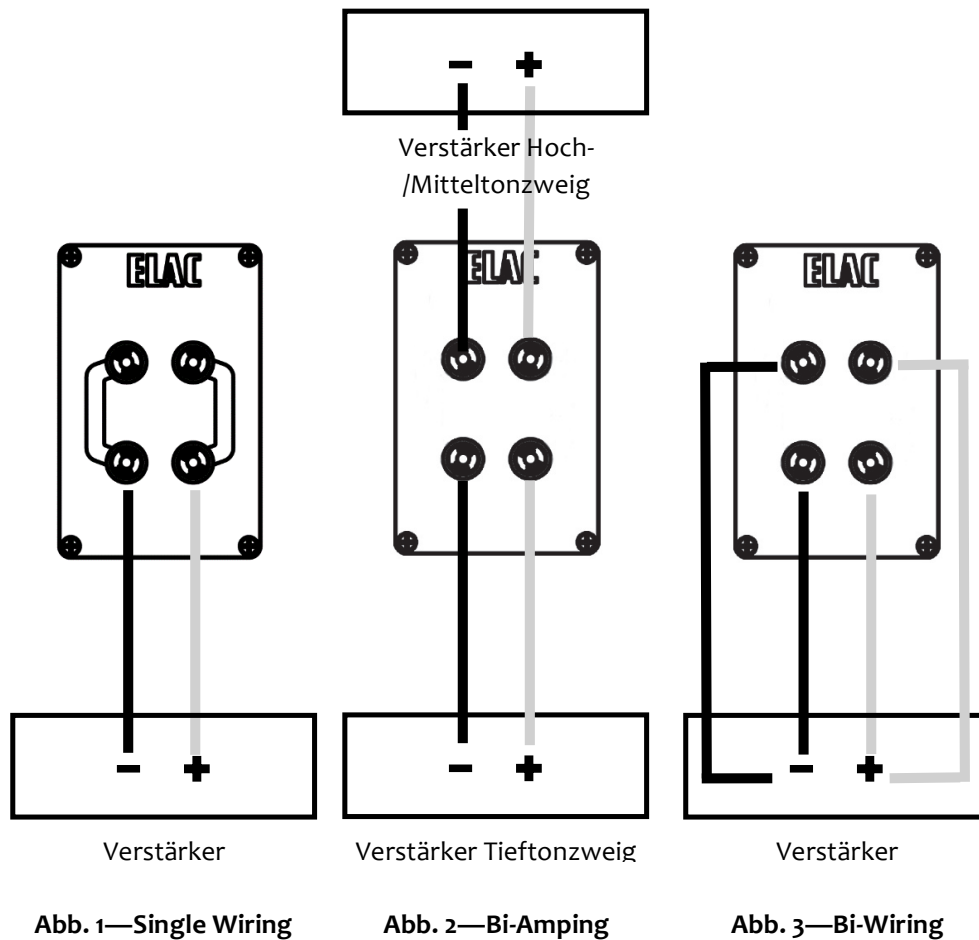 − +
Verstärker Hoch-
/Mitteltonzweig
ELAC
ELAC
ELAC
− +
− +
− +
Verstärker
Verstärker Tieftonzweig
Verstärker
Abb. 1—Single Wiring
Abb. 2—Bi-Amping
Abb. 3—Bi-Wiring